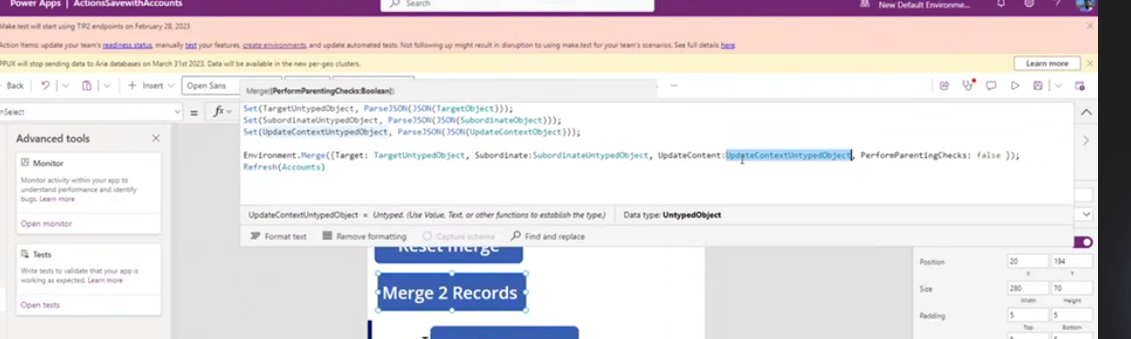 Power Apps | ActionsSavewithAccounts
Search
New Default Environme...
Make.test will start using TIP2 endpoints on February 28, 2023
Action Items: update your team's readiness status, manually test your features, create environments, and update automated tests. Not following up might result in disruption to using make.test for your team's scenarios. See full details here.
PPUX will stop sending data to Aria databases on March 31st 2023. Data will be available in the new per-geo clusters.
Learn more
Back
Insert
Open Sans
Merge({PerformParentingChecks:Boolean})
nSelect
=
fx
Set(TargetUntypedObject, ParseJSON(JSON(TargetObject)));
Set(SubordinateUntypedObject, ParseJSON(JSON(SubordinateObject)));
Set(UpdateContextUntypedObject, ParseJSON(JSON(UpdateContextObject)));
Environment.Merge({Target: TargetUntypedObject, Subordinate:SubordinateUntypedObject, UpdateContent:UpdateContextUntypedObject, PerformParentingChecks: false });
Refresh(Accounts)
UpdateContextUntypedObject = Untyped. (Use Value, Text, or other functions to establish the type.)
Data type: UntypedObject
Format text
Remove formatting
Capture schema
Find and replace
Advanced tools
Monitor
Monitor activity within your app to
understand performance and identify
bugs. Learn more
Open monitor
Tests
Write tests to validate that your app is
working as expected. Learn more
Open tests
Reset merge
Merge 2 Records
Position
20
194
X
Y
Size
280
70
Width
Height
Padding
5
5
Top
Bottom